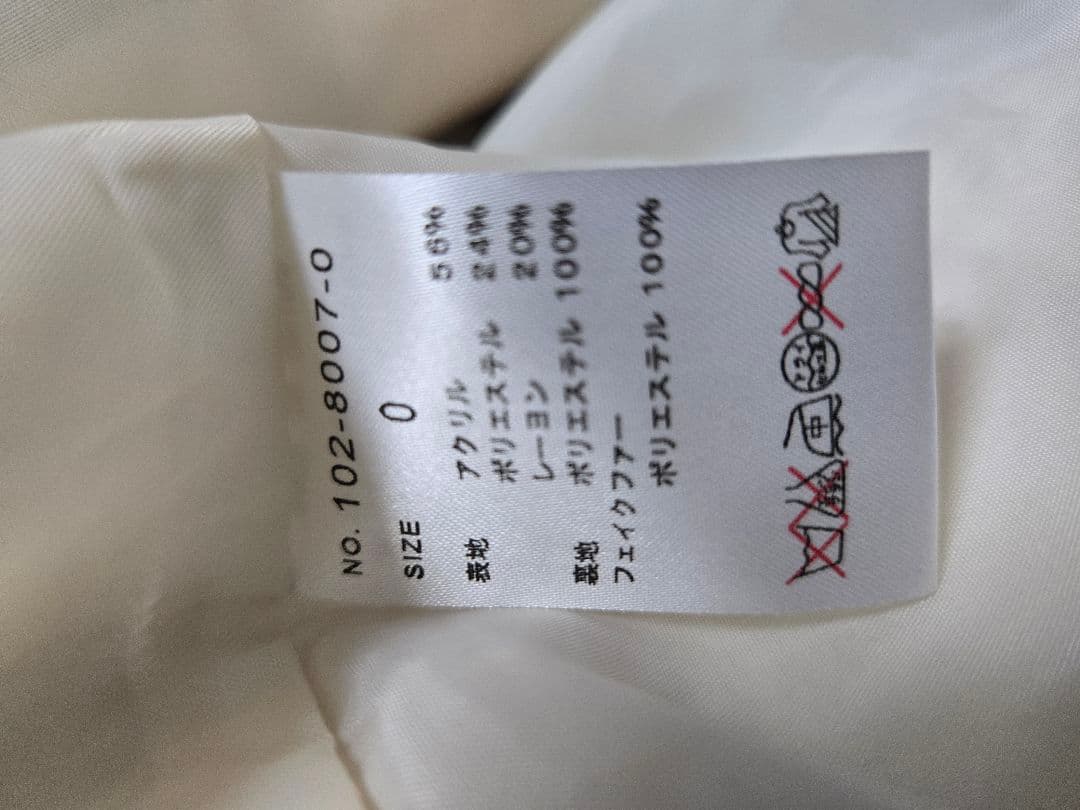 NO. 102-8007-0
SIZE 0
表地 アクリル 56%
ポリエステル 24%
レーヨン 20%
裏地 ポリエステル 100%
フェイクファー
ポリエステル 100%
中